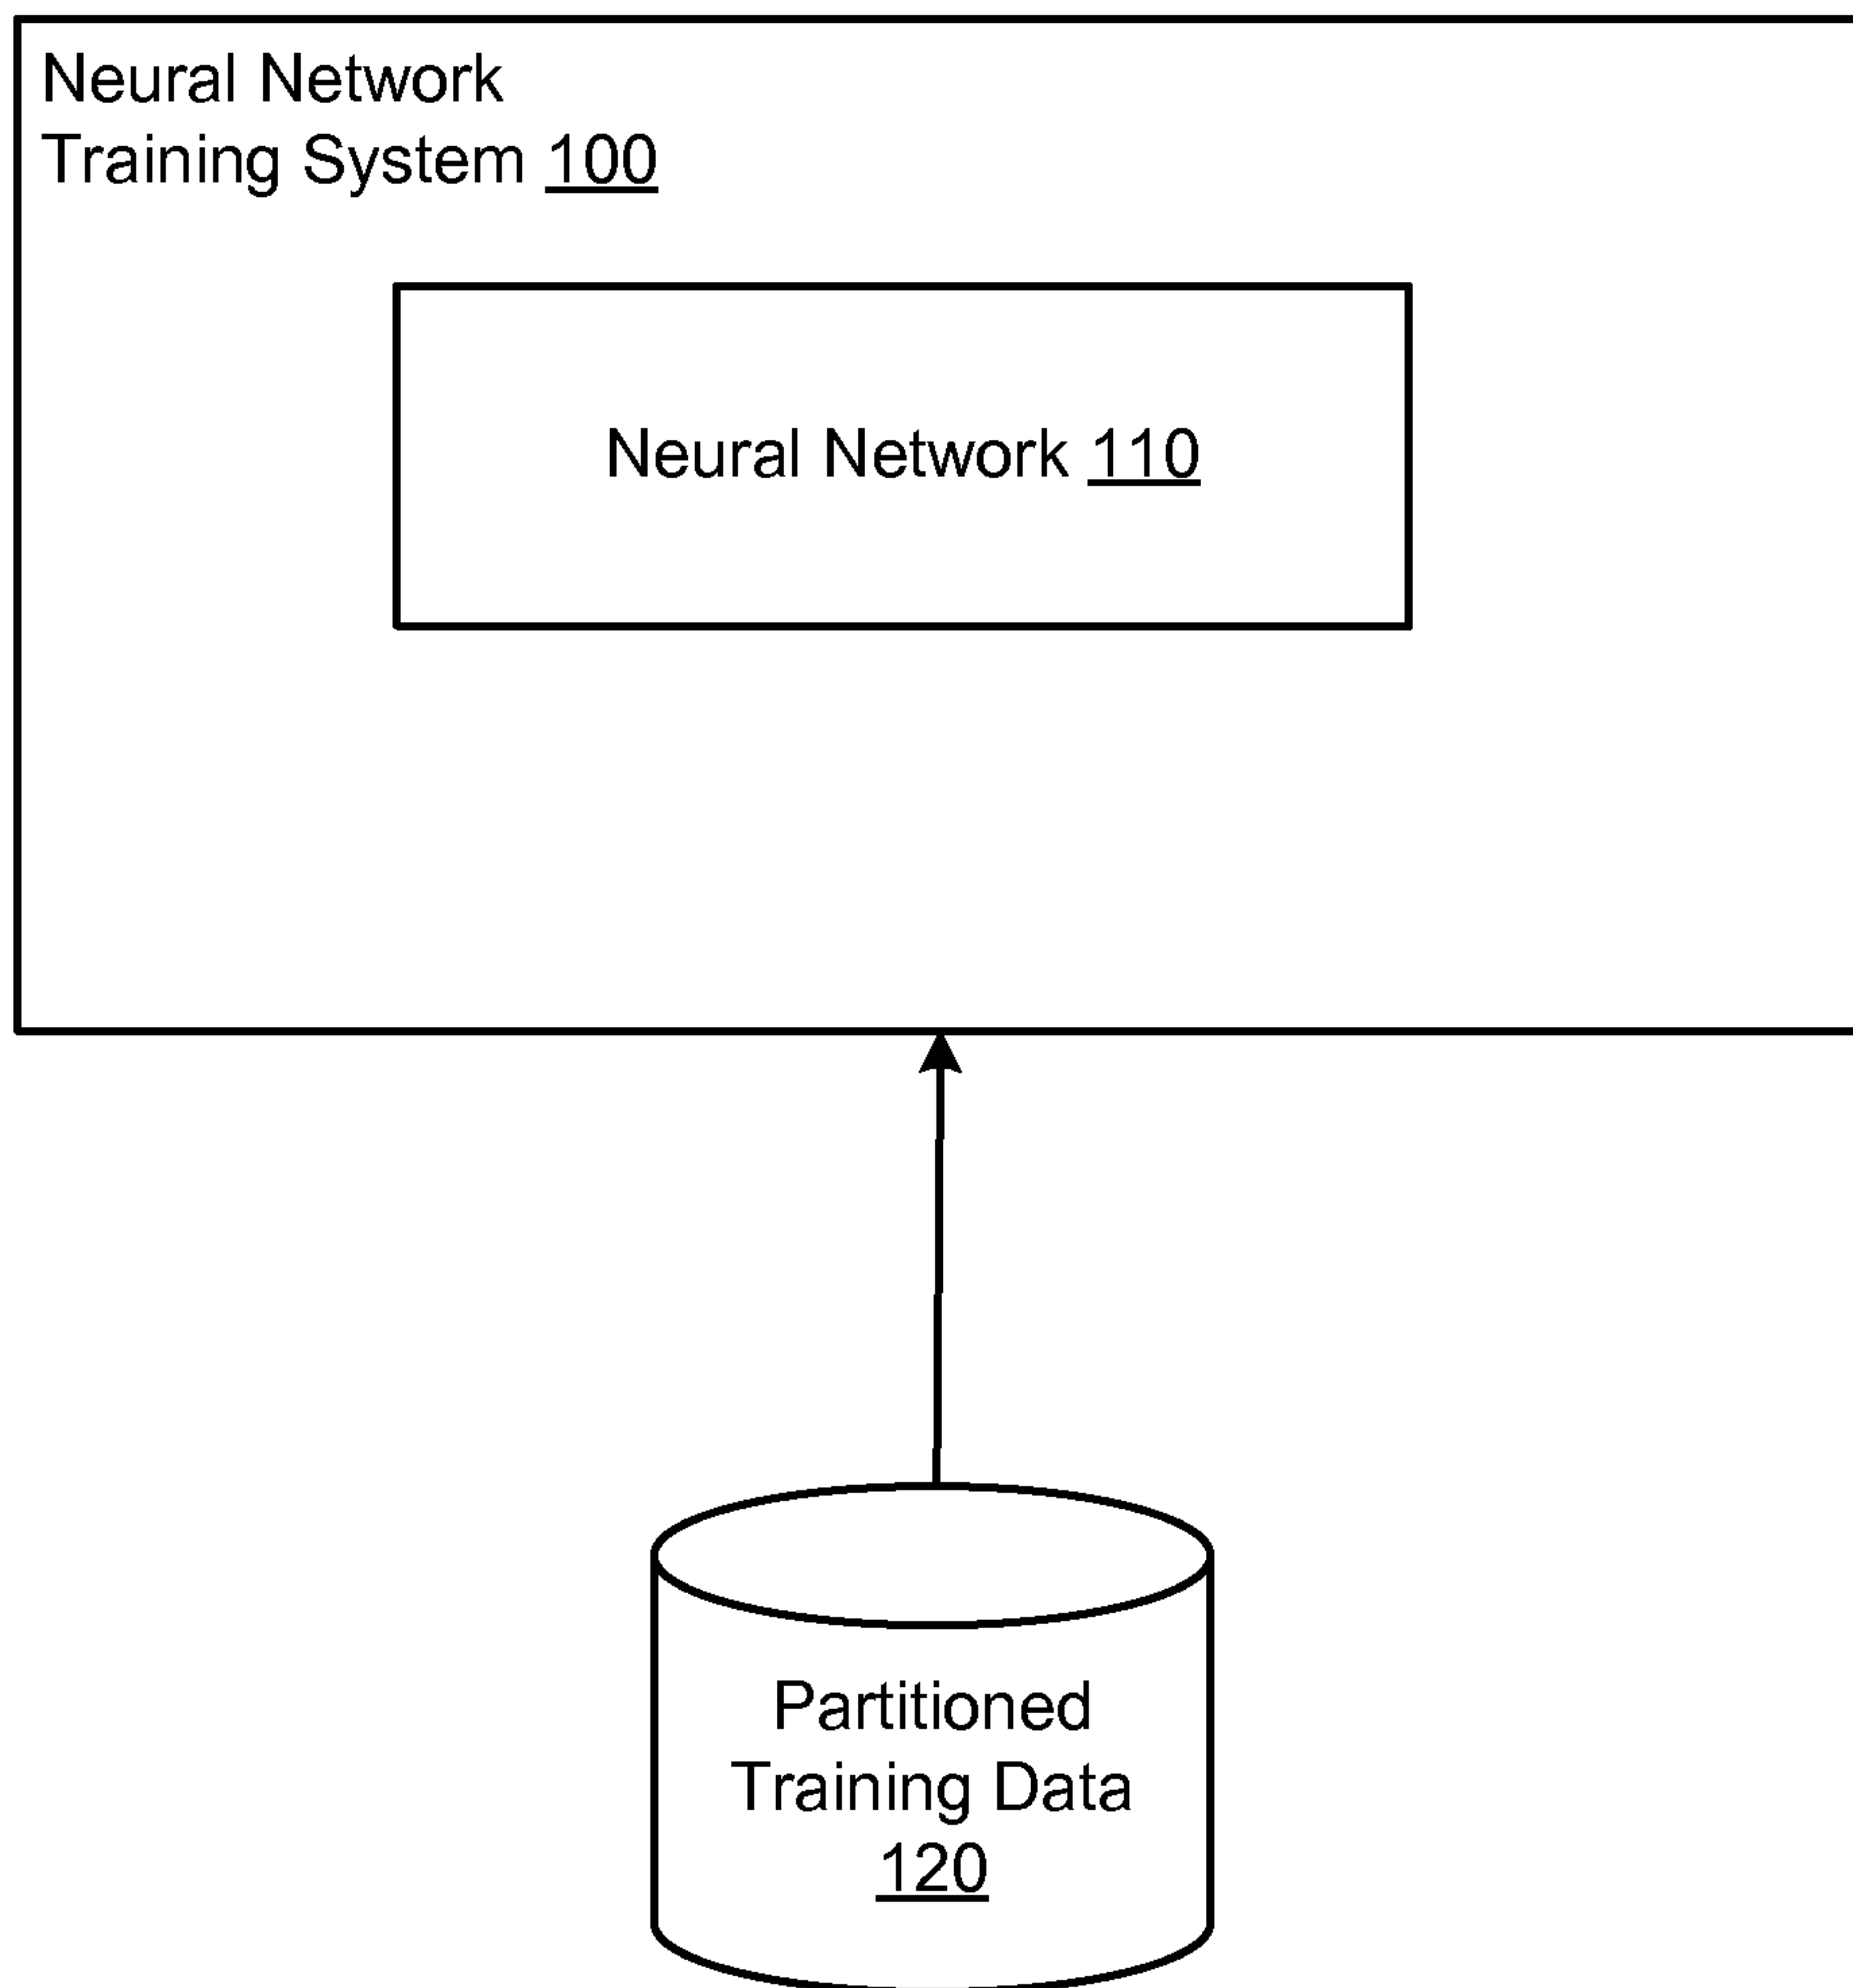 Neural Network
Training System 100
Neural Network 110
Partitioned
Training Data
120